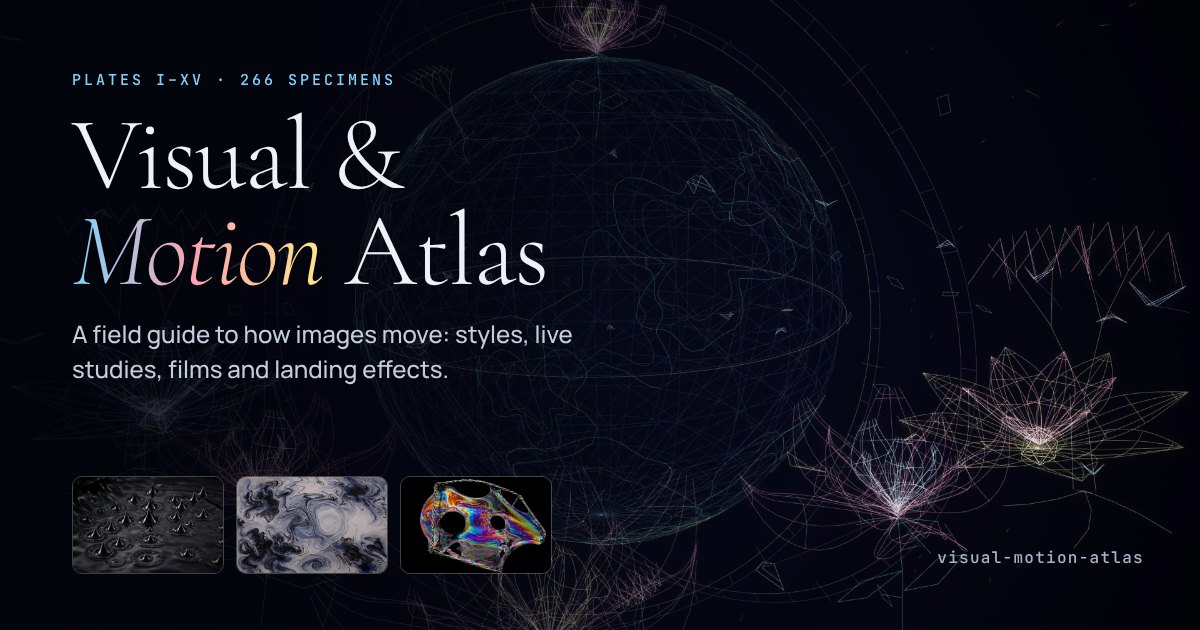 PLATES I–XV · 266 SPECIMENS
Visual &
Motion Atlas
A field guide to how images move: styles, live
studies, films and landing effects.
visual-motion-atlas